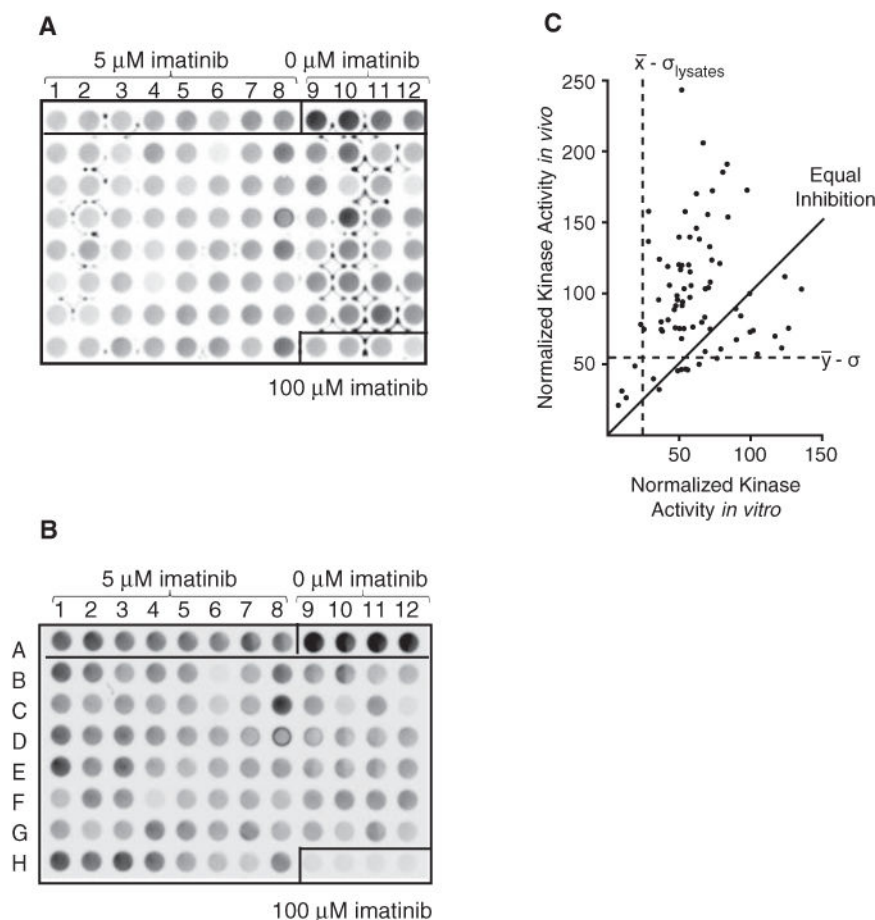 A
5 μM imatinib 0 μM imatinib
1 2 3 4 5 6 7 8 9 10 11 12
100 μM imatinib
B
5 μM imatinib 0 μM imatinib
1 2 3 4 5 6 7 8 9 10 11 12
A
B
C
D
E
F
G
H
100 μM imatinib
C
x̄ - σlysates
250
200
150
100
50
Equal
Inhibition
ȳ - σ
50 100 150
Normalized Kinase Activity in vivo
Normalized Kinase
Activity in vitro